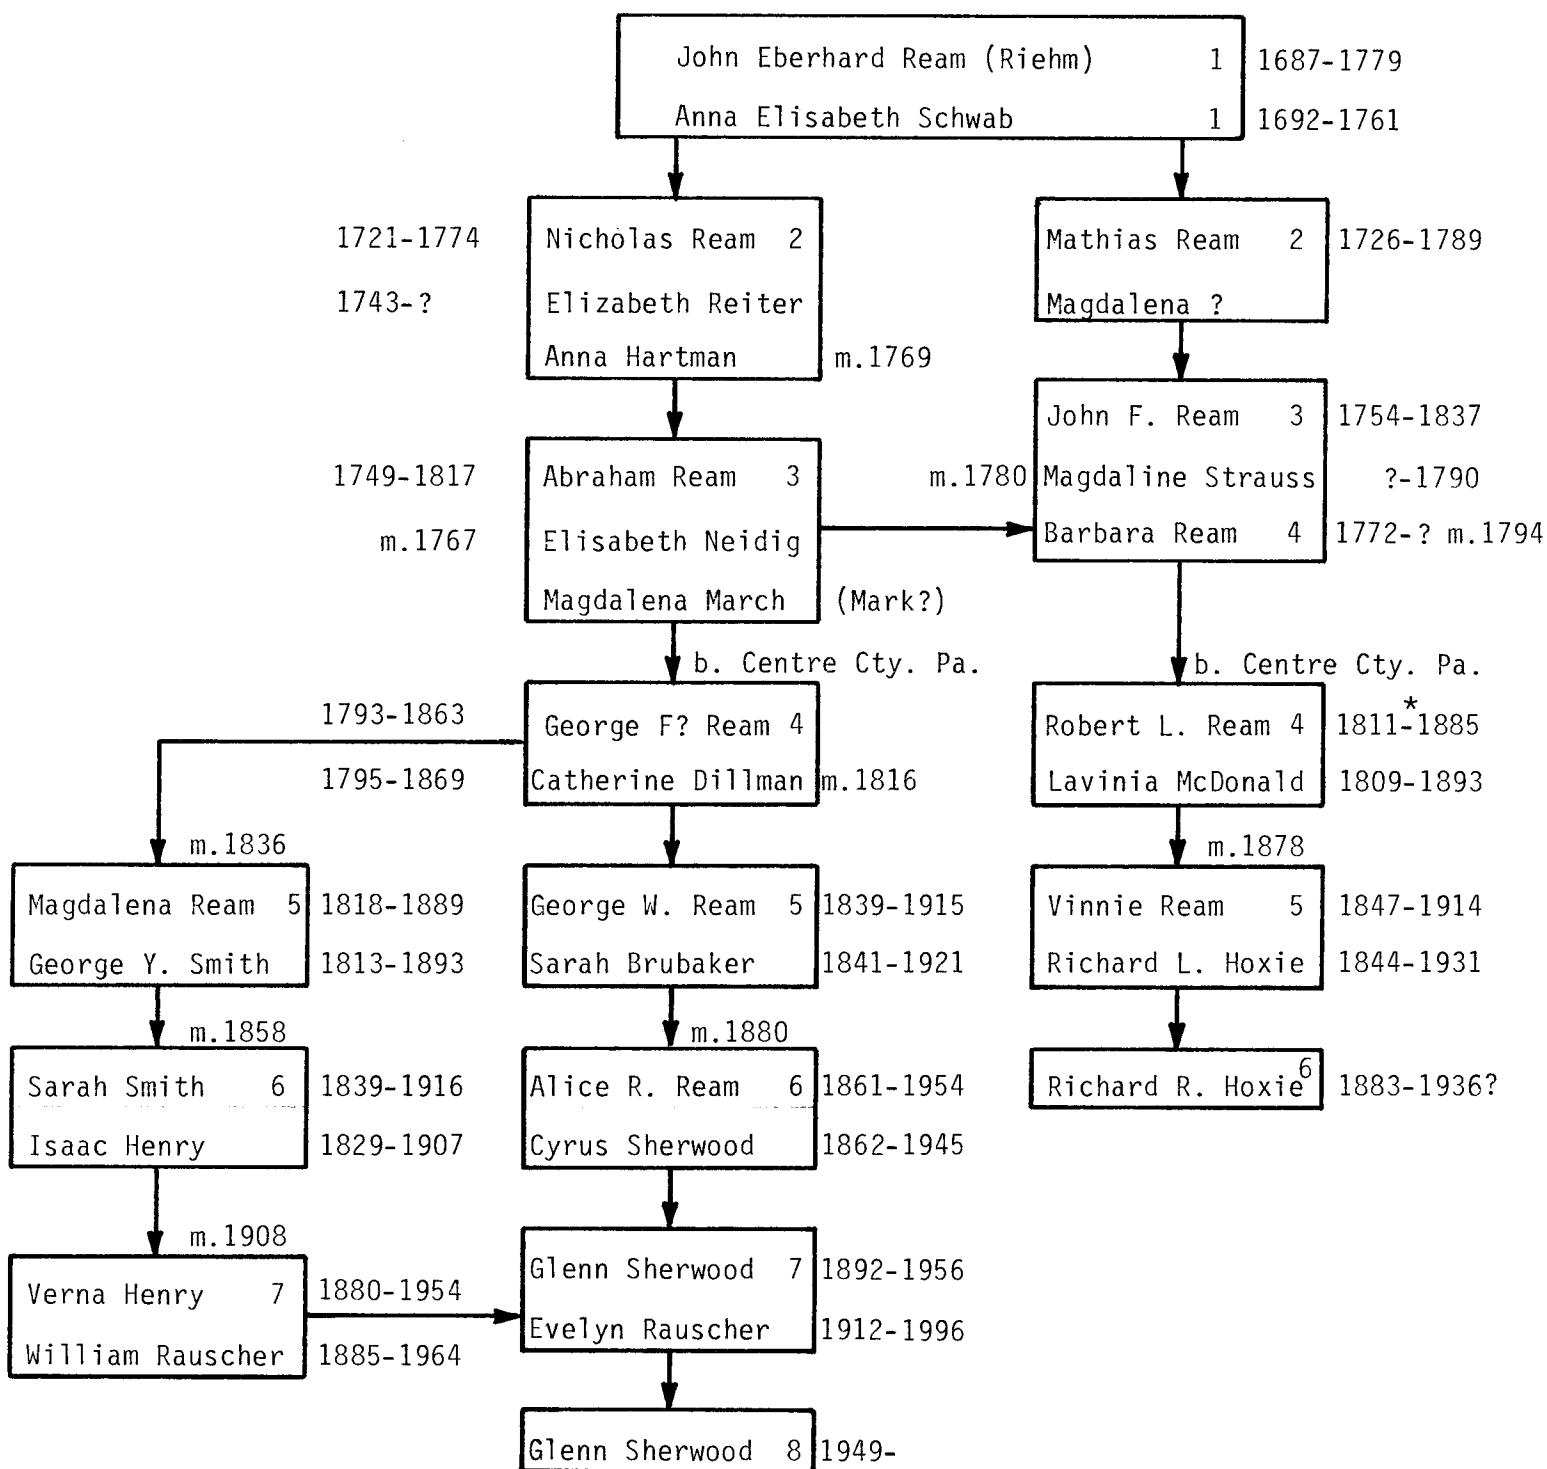 John Eberhard Ream (Riehm) 1 1687-1779
Anna Elisabeth Schwab 1 1692-1761
1721-1774 Nicholas Ream 2
1743-? Elizabeth Reiter
Anna Hartman m.1769
Mathias Ream 2 1726-1789
Magdalena ?
1749-1817 Abraham Ream 3
m.1767 Elisabeth Neidig
Magdalena March (Mark?)
John F. Ream 3 1754-1837
m.1780 Magdaline Strauss ?-1790
Barbara Ream 4 1772-? m.1794
b. Centre Cty. Pa.
1793-1863 George F? Ream 4
1795-1869 Catherine Dillman m.1816
b. Centre Cty. Pa.
Robert L. Ream 4 1811-*1885
Lavinia McDonald 1809-1893
m.1836
Magdalena Ream 5 1818-1889
George Y. Smith 1813-1893
George W. Ream 5 1839-1915
Sarah Brubaker 1841-1921
m.1878
Vinnie Ream 5 1847-1914
Richard L. Hoxie 1844-1931
m.1858
Sarah Smith 6 1839-1916
Isaac Henry 1829-1907
m.1880
Alice R. Ream 6 1861-1954
Cyrus Sherwood 1862-1945
Richard R. Hoxie 6 1883-1936?
m.1908
Verna Henry 7 1880-1954
William Rauscher 1885-1964
Glenn Sherwood 7 1892-1956
Evelyn Rauscher 1912-1996
Glenn Sherwood 8 1949-